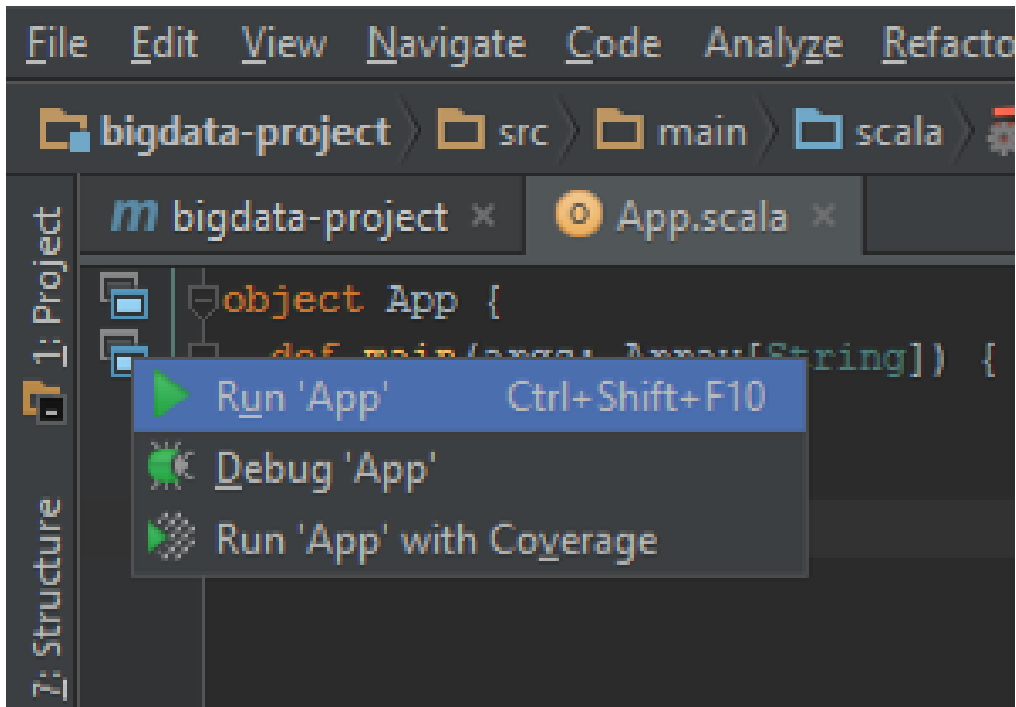 File Edit View Navigate Code Analyze Refacto
bigdata-project src main scala
m bigdata-project × App.scala ×
1: Project
7: Structure
object App {
def main(args: Array[String]) {
Run 'App' Ctrl+Shift+F10
Debug 'App'
Run 'App' with Coverage